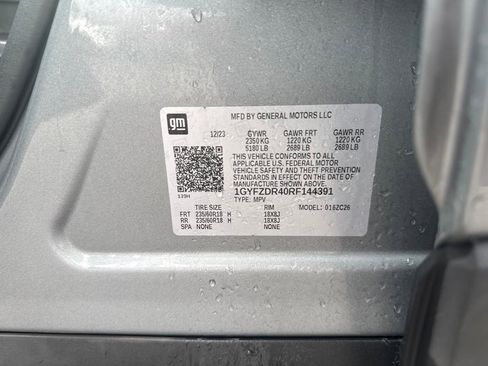 gm
MFD BY GENERAL MOTORS LLC
12/23 GVWR GAWR FRT GAWR RR
2350 KG 1220 KG 1220 KG
5180 LB 2689 LB 2689 LB
THIS VEHICLE CONFORMS TO ALL
APPLICABLE U.S. FEDERAL MOTOR
VEHICLE SAFETY AND THEFT PREVENTION
STANDARDS IN EFFECT ON THE DATE OF
MANUFACTURE SHOWN ABOVE.
1GYFZDR40RF144391
TYPE: MPV MODEL: 016ZC26
TIRE SIZE RIM
FRT 235/60R18 H 18X8J
RR 235/60R18 H 18X8J
SPA NONE NONE